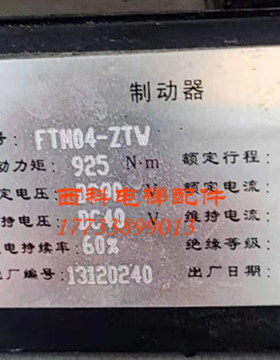 制动器
号: FTM04-ZTW
动力矩: 925 N·m 额定行程:
定电压: V 额定电流:
持电压: DC40 V 维持电流:
电持续率: 60% 绝缘等级:
出厂编号: 13120240 出厂日期:
西科电梯配件
17733899013